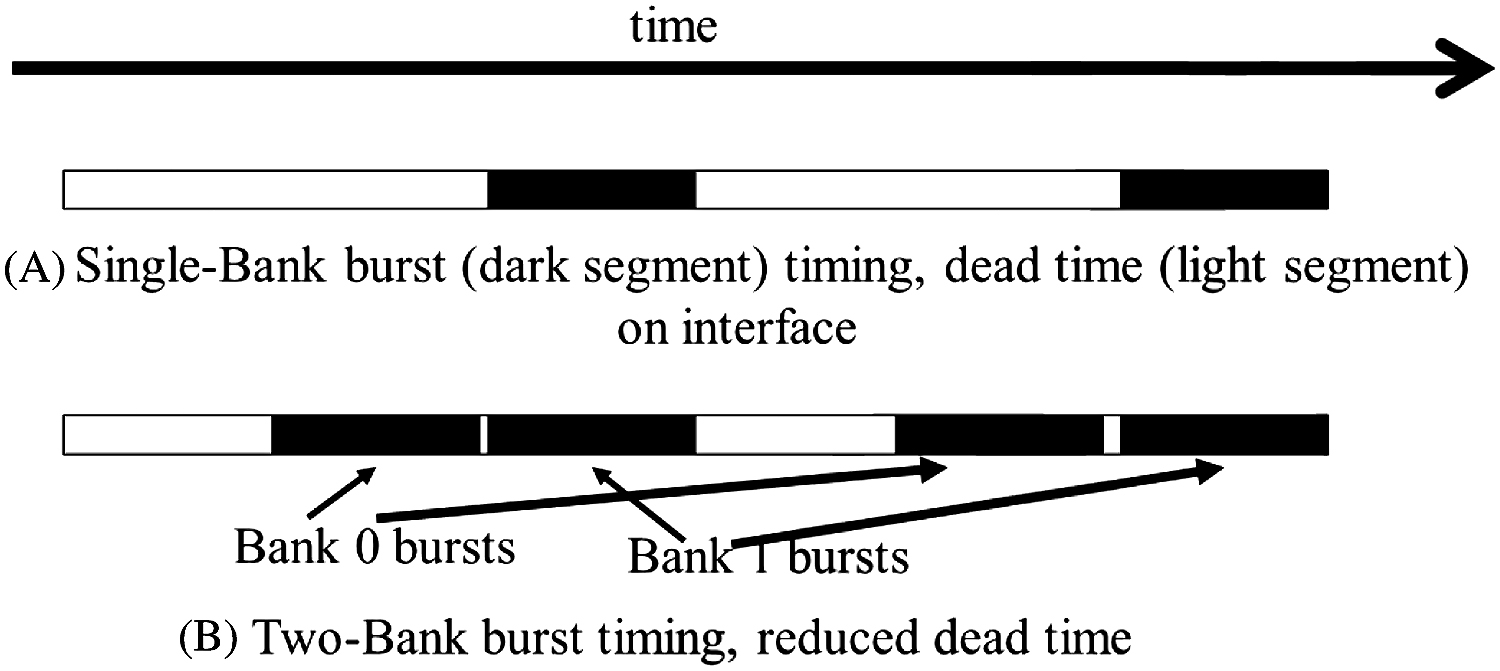 time
(A) Single-Bank burst (dark segment) timing, dead time (light segment)
on interface
Bank 0 bursts
Bank 1 bursts
(B) Two-Bank burst timing, reduced dead time